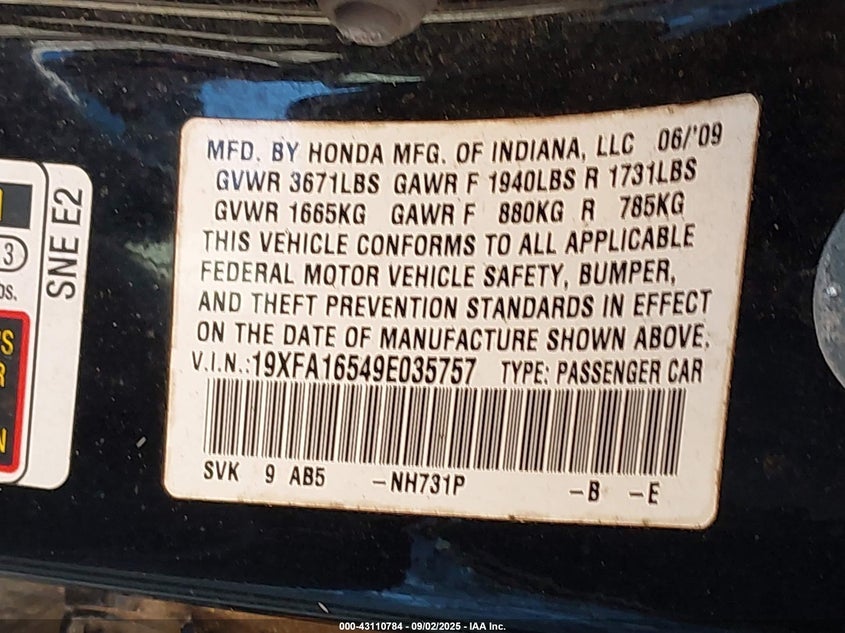 MFD. BY HONDA MFG. OF INDIANA, LLC 06/'09
GVWR 3671LBS GAWR F 1940LBS R 1731LBS
GVWR 1665KG GAWR F 880KG R 785KG
THIS VEHICLE CONFORMS TO ALL APPLICABLE
FEDERAL MOTOR VEHICLE SAFETY, BUMPER,
AND THEFT PREVENTION STANDARDS IN EFFECT
ON THE DATE OF MANUFACTURE SHOWN ABOVE.
V.I.N.:19XFA16549E035757 TYPE: PASSENGER CAR
SVK 9 AB5 -NH731P -B -E
SNE E2
3
000-43110784 - 09/02/2025 - IAA Inc.